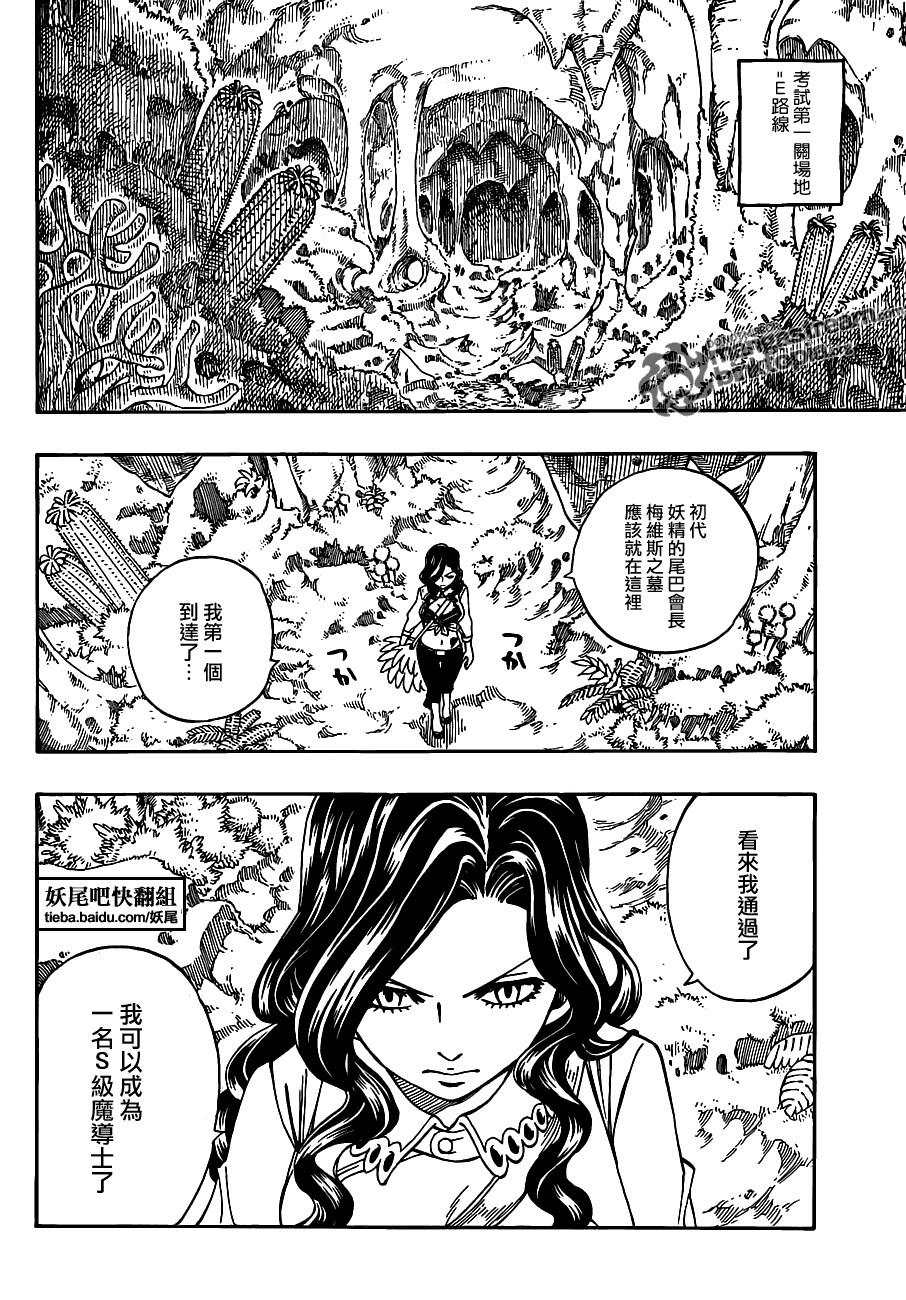 考試第一關場地
=E路線
初代
妖精的尾巴會長
梅維斯之墓
應該就在這裡
つか
つか
我第一個
到達了…
看來我通過了
妖尾吧快翻組
tieba.baidu.com/妖尾
我可以成為
一名S級魔導士了